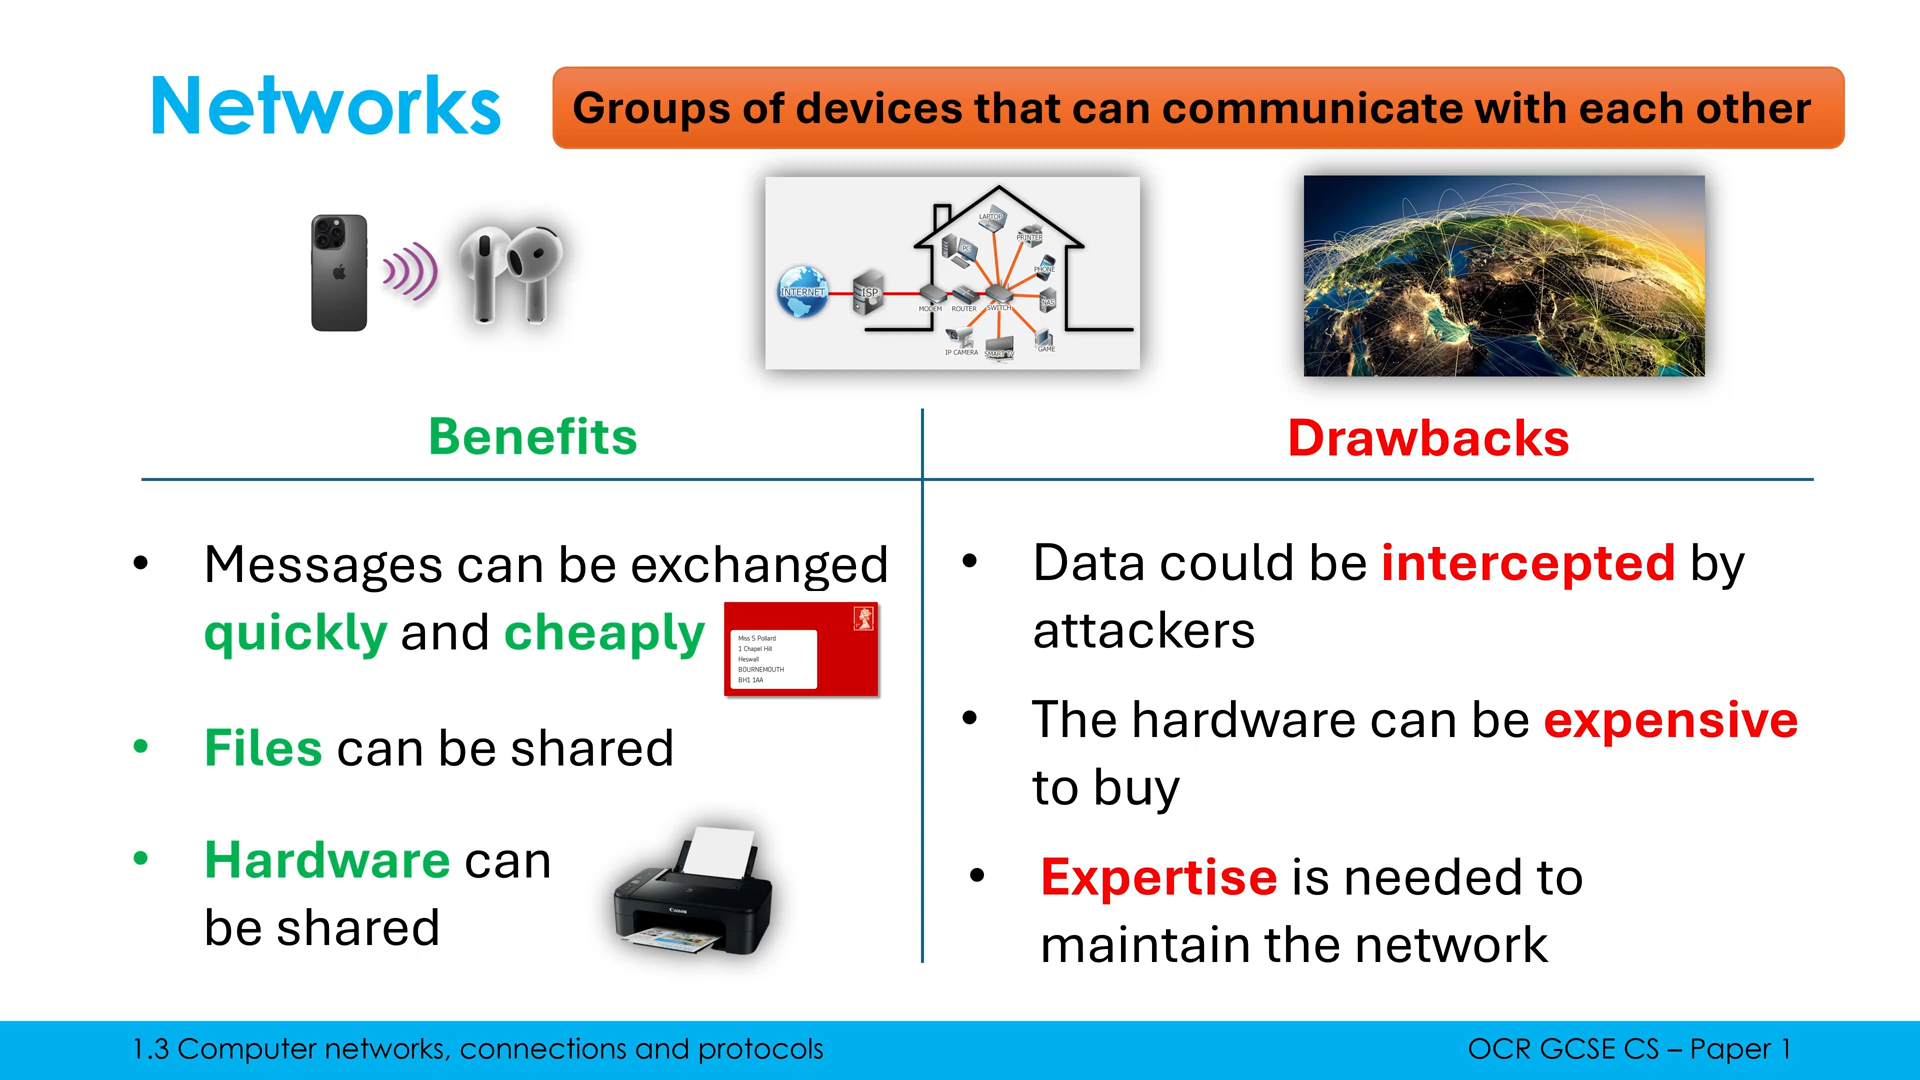 Networks
Groups of devices that can communicate with each other
LAPTOP
PC
PRINTER
PHONE
INTERNET
ISP
MODEM
ROUTER
SWITCH
NAS
IP CAMERA
SMART TV
GAME
Benefits
• Messages can be exchanged
quickly and cheaply
Miss S Pollard
1 Chapel Hill
Heswall
BOURNEMOUTH
BH1 1AA
• Files can be shared
• Hardware can
be shared
Canon
Drawbacks
• Data could be intercepted by
attackers
• The hardware can be expensive
to buy
• Expertise is needed to
maintain the network
1.3 Computer networks, connections and protocols
OCR GCSE CS – Paper 1